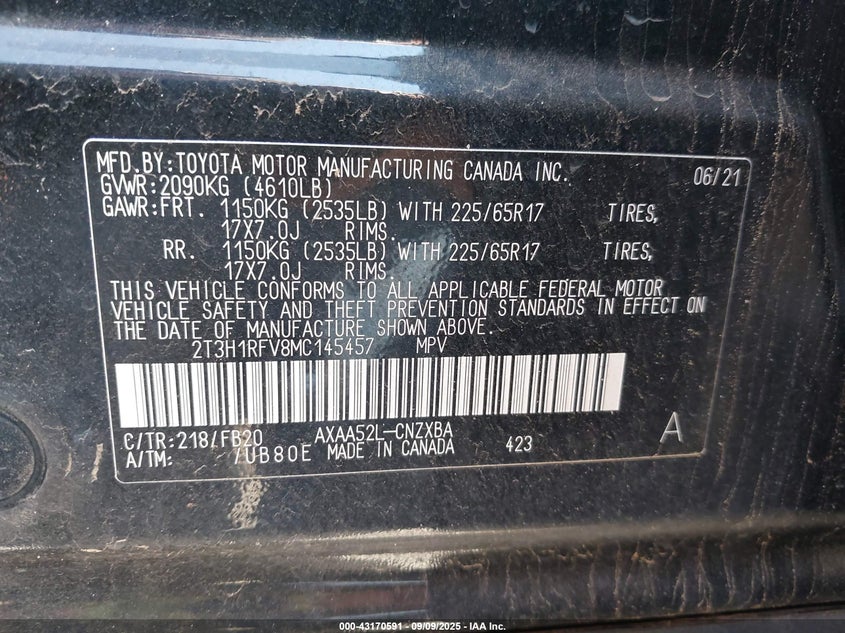 MFD.BY:TOYOTA MOTOR MANUFACTURING CANADA INC. 06/21
GVWR:2090KG (4610LB)
GAWR:FRT. 1150KG (2535LB) WITH 225/65R17 TIRES,
17X7.0J RIMS.
RR. 1150KG (2535LB) WITH 225/65R17 TIRES,
17X7.0J RIMS.
THIS VEHICLE CONFORMS TO ALL APPLICABLE FEDERAL MOTOR
VEHICLE SAFETY AND THEFT PREVENTION STANDARDS IN EFFECT ON
THE DATE OF MANUFACTURE SHOWN ABOVE.
2T3H1RFV8MC145457 MPV
C/TR:218/FB20 AXAA52L-CNZXBA A
A/TM: /UB80E MADE IN CANADA 423
000-43170591 - 09/09/2025 - IAA Inc.